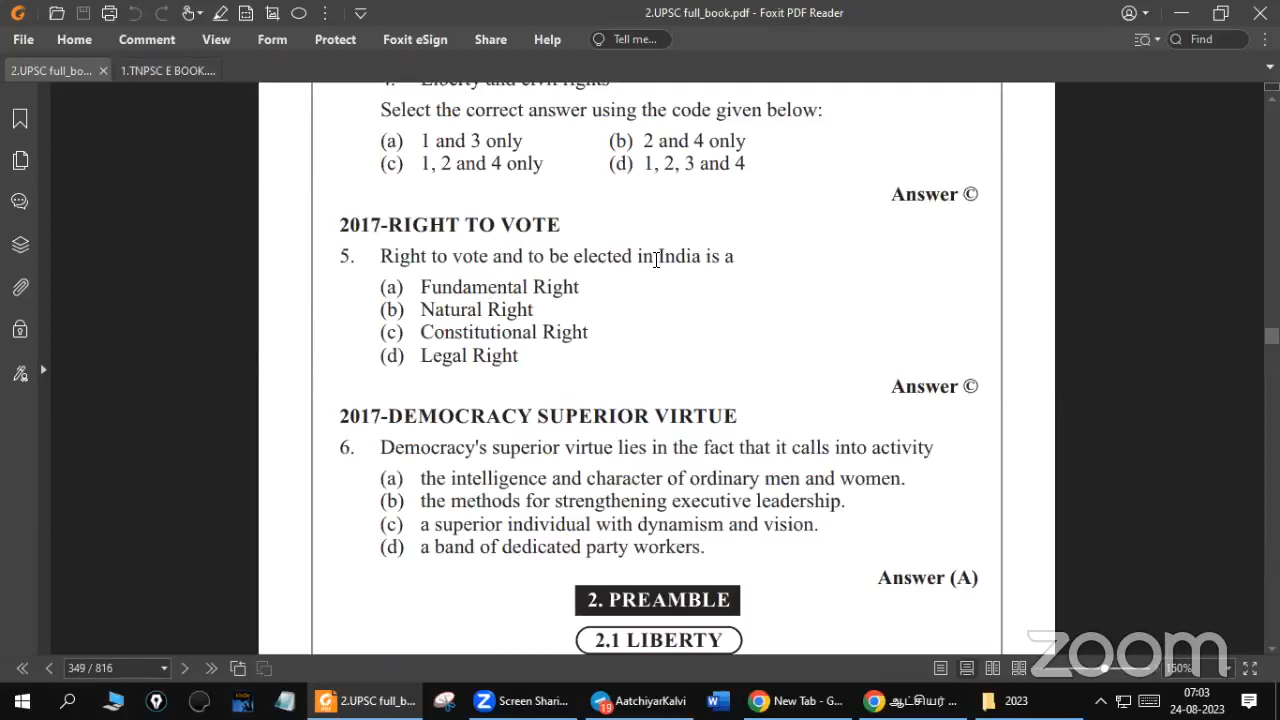 2.UPSC full_book.pdf - Foxit PDF Reader
File Home Comment View Form Protect Foxit eSign Share Help Tell me... Find
2.UPSC full_bo... 1.TNPSC E BOOK....
4. Liberty and civil rights
Select the correct answer using the code given below:
(a) 1 and 3 only (b) 2 and 4 only
(c) 1, 2 and 4 only (d) 1, 2, 3 and 4
Answer ©
2017-RIGHT TO VOTE
5. Right to vote and to be elected in India is a
(a) Fundamental Right
(b) Natural Right
(c) Constitutional Right
(d) Legal Right
Answer ©
2017-DEMOCRACY SUPERIOR VIRTUE
6. Democracy's superior virtue lies in the fact that it calls into activity
(a) the intelligence and character of ordinary men and women.
(b) the methods for strengthening executive leadership.
(c) a superior individual with dynamism and vision.
(d) a band of dedicated party workers.
Answer (A)
2. PREAMBLE
2.1 LIBERTY
zoom
349 / 816 150%
2.UPSC full_b... Screen Shari... 19 AatchiyarKalvi New Tab - G... ஆட்சியர் ... 2023 07:03
24-08-2023